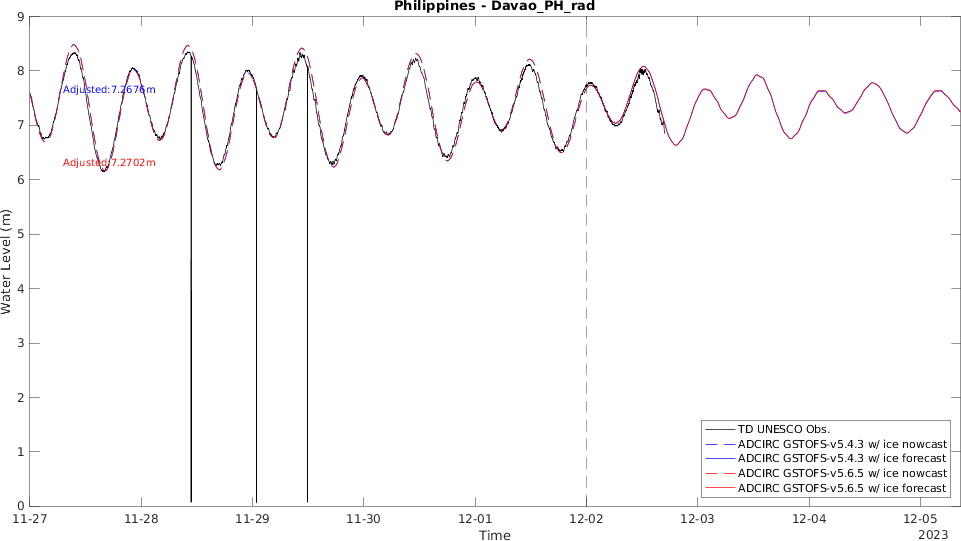 Philippines - Davao_PH_rad
9
8
7
6
5
4
3
2
1
0
Water Level (m)
Adjusted:7.2676m
Adjusted:7.2702m
TD UNESCO Obs.
ADCIRC GSTOFS-v5.4.3 w/ ice nowcast
ADCIRC GSTOFS-v5.4.3 w/ ice forecast
ADCIRC GSTOFS-v5.6.5 w/ ice nowcast
ADCIRC GSTOFS-v5.6.5 w/ ice forecast
11-27 11-28 11-29 11-30 12-01 12-02 12-03 12-04 12-05
Time
2023